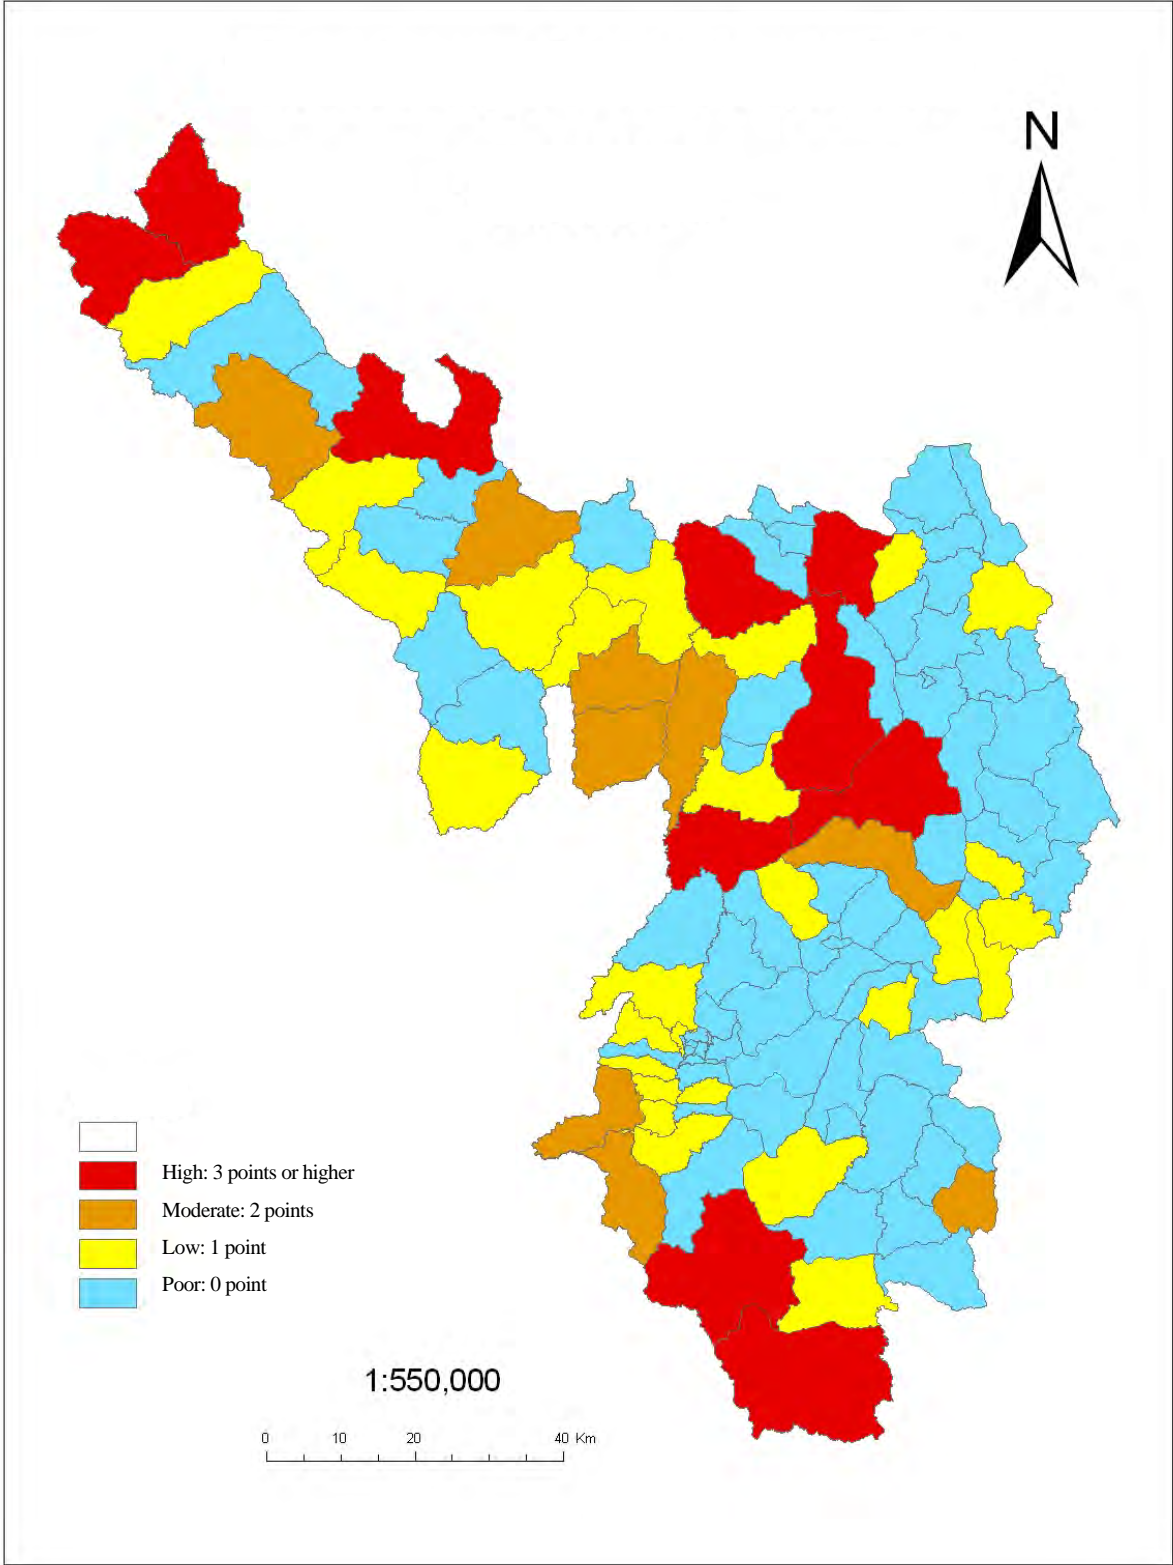 N
High: 3 points or higher
Moderate: 2 points
Low: 1 point
Poor: 0 point
1:550,000
0 10 20 40 Km